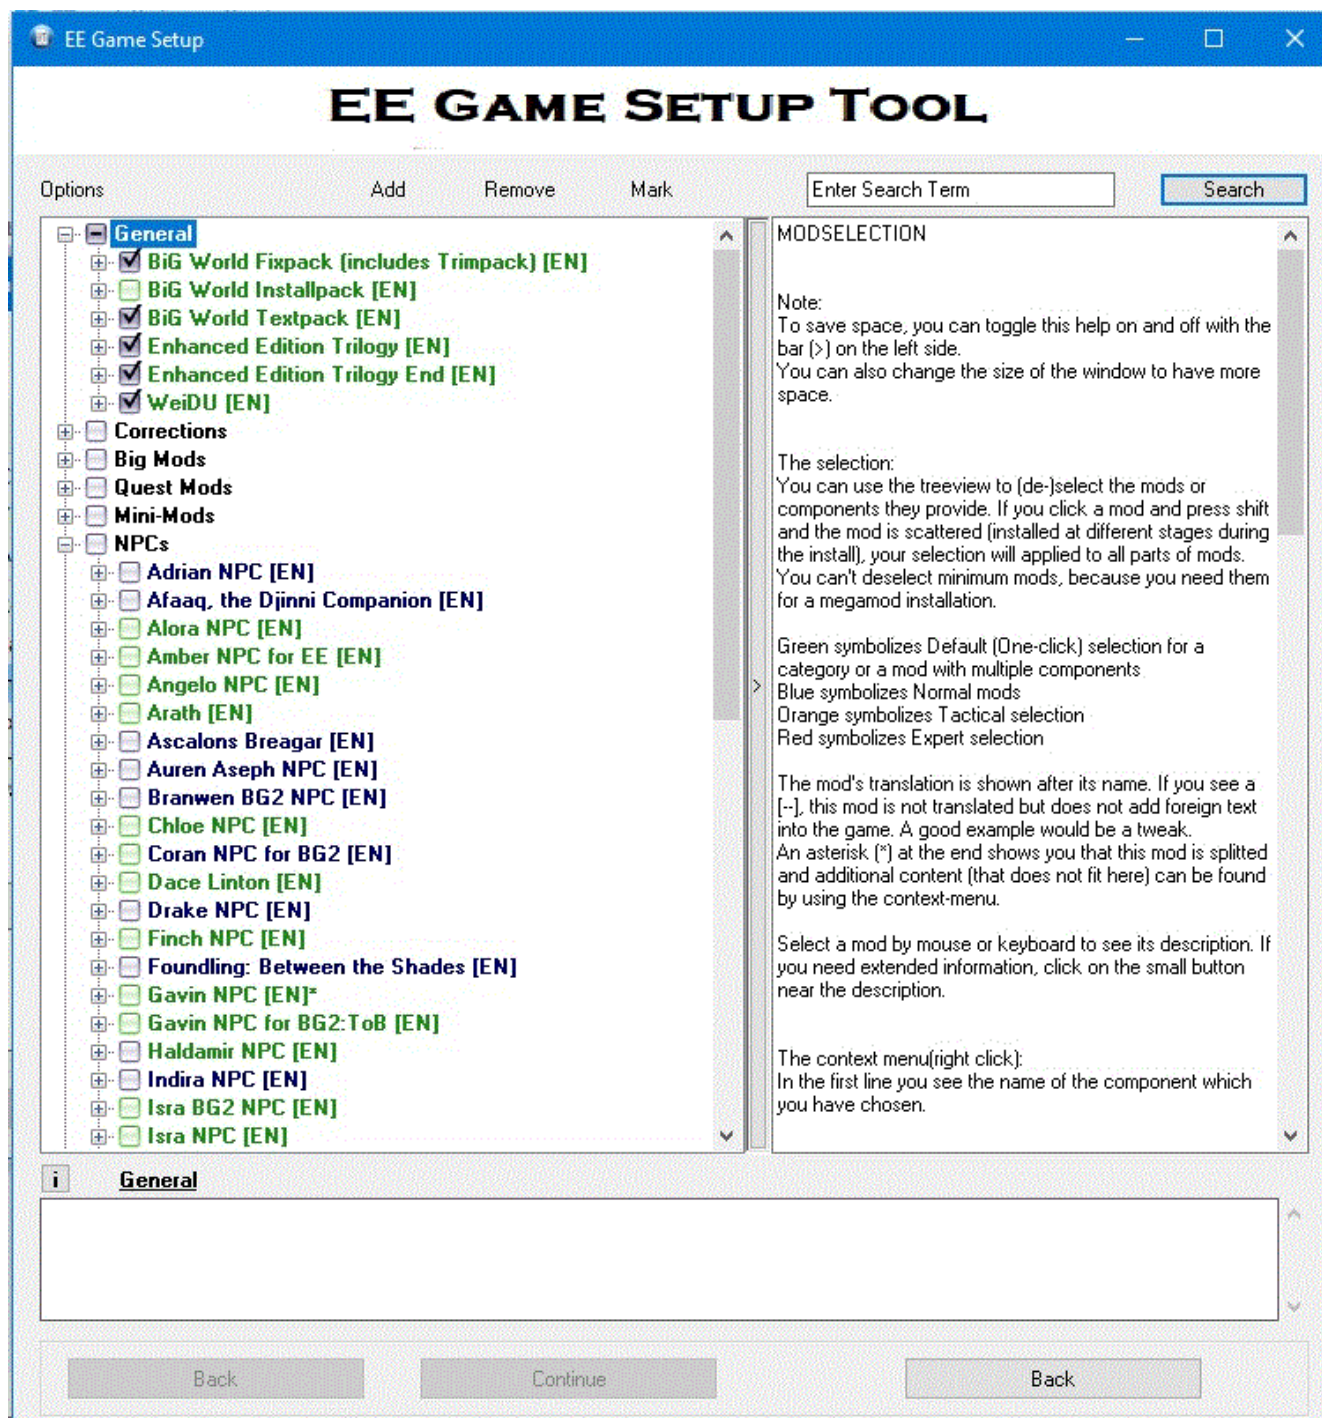 EE Game Setup
EE GAME SETUP TOOL
Options Add Remove Mark Enter Search Term Search
General
BiG World Fixpack (includes Trimpack) [EN]
BiG World Installpack [EN]
BiG World Textpack [EN]
Enhanced Edition Trilogy [EN]
Enhanced Edition Trilogy End [EN]
WeiDU [EN]
Corrections
Big Mods
Quest Mods
Mini-Mods
NPCs
Adrian NPC [EN]
Afaaq, the Djinni Companion [EN]
Alora NPC [EN]
Amber NPC for EE [EN]
Angelo NPC [EN]
Arath [EN]
Ascalons Breagar [EN]
Auren Aseph NPC [EN]
Branwen BG2 NPC [EN]
Chloe NPC [EN]
Coran NPC for BG2 [EN]
Dace Linton [EN]
Drake NPC [EN]
Finch NPC [EN]
Foundling: Between the Shades [EN]
Gavin NPC [EN]*
Gavin NPC for BG2:ToB [EN]
Haldamir NPC [EN]
Indira NPC [EN]
Isra BG2 NPC [EN]
Isra NPC [EN]
>
MODSELECTION
Note:
To save space, you can toggle this help on and off with the
bar (>) on the left side.
You can also change the size of the window to have more
space.
The selection:
You can use the treeview to (de-)select the mods or
components they provide. If you click a mod and press shift
and the mod is scattered (installed at different stages during
the install), your selection will applied to all parts of mods.
You can't deselect minimum mods, because you need them
for a megamod installation.
Green symbolizes Default (One-click) selection for a
category or a mod with multiple components
Blue symbolizes Normal mods
Orange symbolizes Tactical selection
Red symbolizes Expert selection
The mod's translation is shown after its name. If you see a
[--], this mod is not translated but does not add foreign text
into the game. A good example would be a tweak.
An asterisk (*) at the end shows you that this mod is splitted
and additional content (that does not fit here) can be found
by using the context-menu.
Select a mod by mouse or keyboard to see its description. If
you need extended information, click on the small button
near the description.
The context menu(right click):
In the first line you see the name of the component which
you have chosen.
i General
Back Continue Back